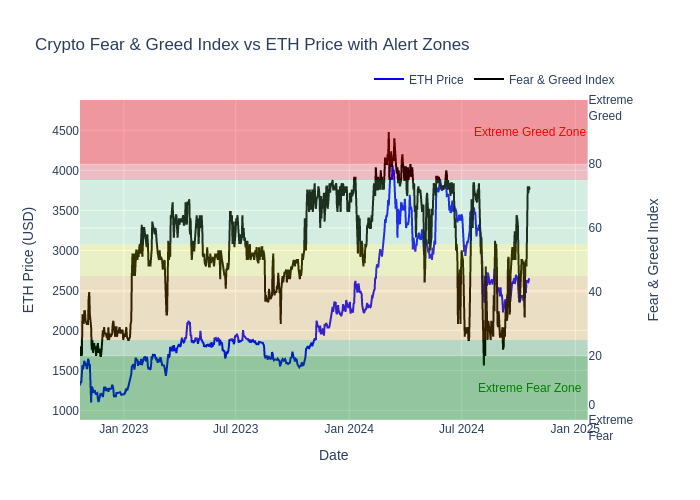 Crypto Fear & Greed Index vs ETH Price with Alert Zones
ETH Price
Fear & Greed Index
Extreme
Greed
4500
Extreme Greed Zone
4000
80
3500
60
3000
2500
40
2000
20
1500
Extreme Fear Zone
1000
0
Extreme
Fear
Jan 2023
Jul 2023
Jan 2024
Jul 2024
Jan 2025
Date
ETH Price (USD)
Fear & Greed Index